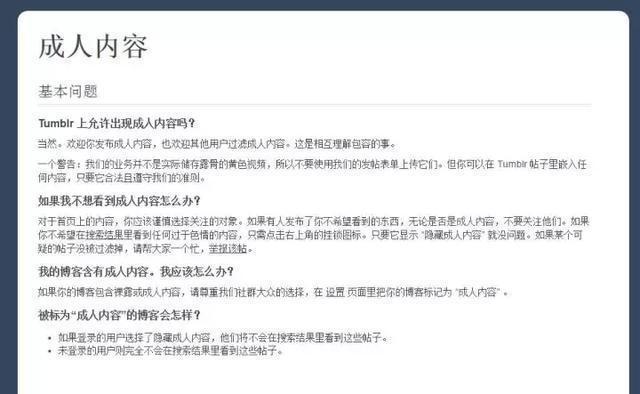 成人内容
基本问题
Tumblr 上允许出现成人内容吗?
当然。欢迎你发布成人内容，也欢迎其他用户过滤成人内容。这是相互理解包容的事。
一个警告：我们的业务并不是实际储存露骨的黄色视频，所以不要使用我们的发帖表单上传它们。但你可以在 Tumblr 帖子里嵌入任
何内容，只要它合法且遵守我们的准则。
如果我不想看到成人内容怎么办?
对于首页上的内容，你应该谨慎选择关注的对象。如果有人发布了你不希望看到的东西，无论是否是成人内容，不要关注他们。如果
你不希望在搜索结果里看到任何过于色情的内容，只需点击右上角的挂锁图标。只要它显示 “隐藏成人内容” 就没问题。如果某个可
疑的帖子没被过滤掉，请帮大家一个忙，举报该帖。
我的博客含有成人内容。我应该怎么办?
如果你的博客包含裸露或成人内容，请尊重我们社群大众的选择，在 设置 页面里把你的博客标记为 “成人内容” 。
被标为“成人内容”的博客会怎样?
• 如果登录的用户选择了隐藏成人内容，他们将不会在搜索结果里看到这些帖子。
• 未登录的用户则完全不会在搜索结果里看到这些帖子。